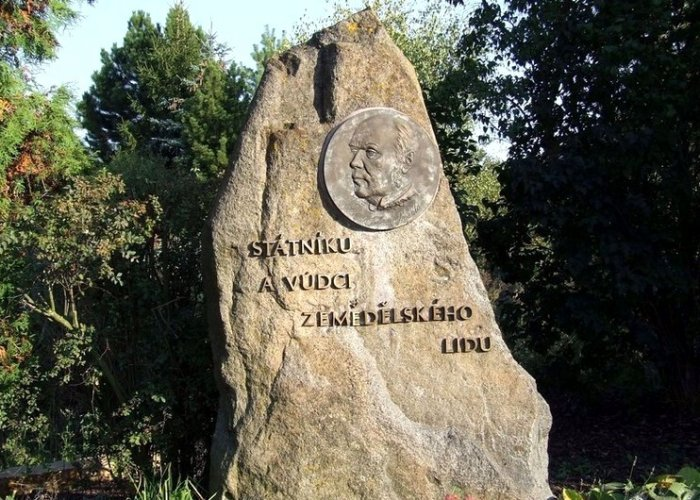 STÁTNÍKU
A VŮDCI
ZEMĚDĚLSKÉHO
LIDU